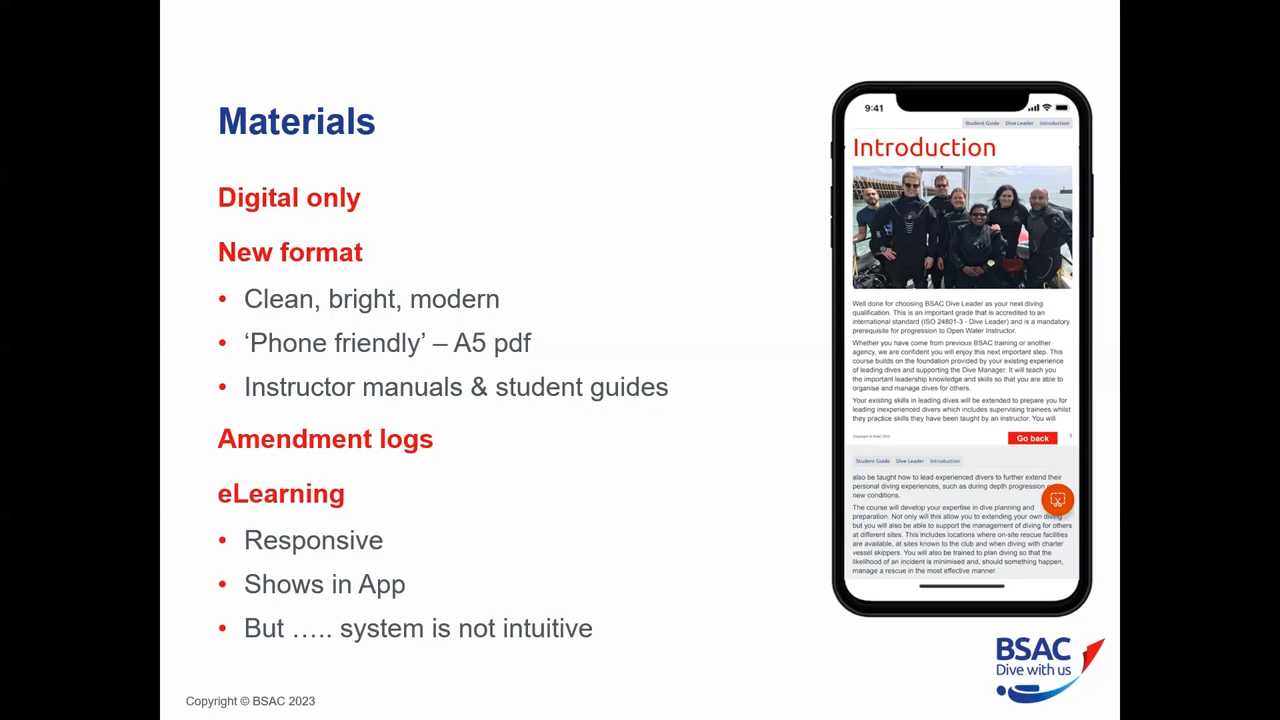 Materials
Digital only
New format
• Clean, bright, modern
• ‘Phone friendly’ – A5 pdf
• Instructor manuals & student guides
Amendment logs
eLearning
• Responsive
• Shows in App
• But ….. system is not intuitive
Copyright © BSAC 2023
9:41
Student Guide Dive Leader Introduction
Introduction
Well done for choosing BSAC Dive Leader as your next diving
qualification. This is an important grade that is accredited to an
international standard (ISO 24801-3 - Dive Leader) and is a mandatory
prerequisite for progression to Open Water Instructor.
Whether you have come from previous BSAC training or another
agency, we are confident you will enjoy this next important step. This
course builds on the foundation provided by your existing experience
of leading dives and supporting the Dive Manager. It will teach you
the important leadership knowledge and skills so that you are able to
organise and manage dives for others.
Your existing skills in leading dives will be extended to prepare you for
leading inexperienced divers which includes supervising trainees whilst
they practice skills they have been taught by an instructor. You will
Copyright © BSAC 2023
Go back
5
Student Guide Dive Leader Introduction
also be taught how to lead experienced divers to further extend their
personal diving experiences, such as during depth progression
new conditions.
The course will develop your expertise in dive planning and
preparation. Not only will this allow you to extending your own diving
but you will also be able to support the management of diving for others
at different sites. This includes locations where on-site rescue facilities
are available, at sites known to the club and when diving with charter
vessel skippers. You will also be trained to plan diving so that the
likelihood of an incident is minimised and, should something happen,
manage a rescue in the most effective manner.
BSAC
Dive with us